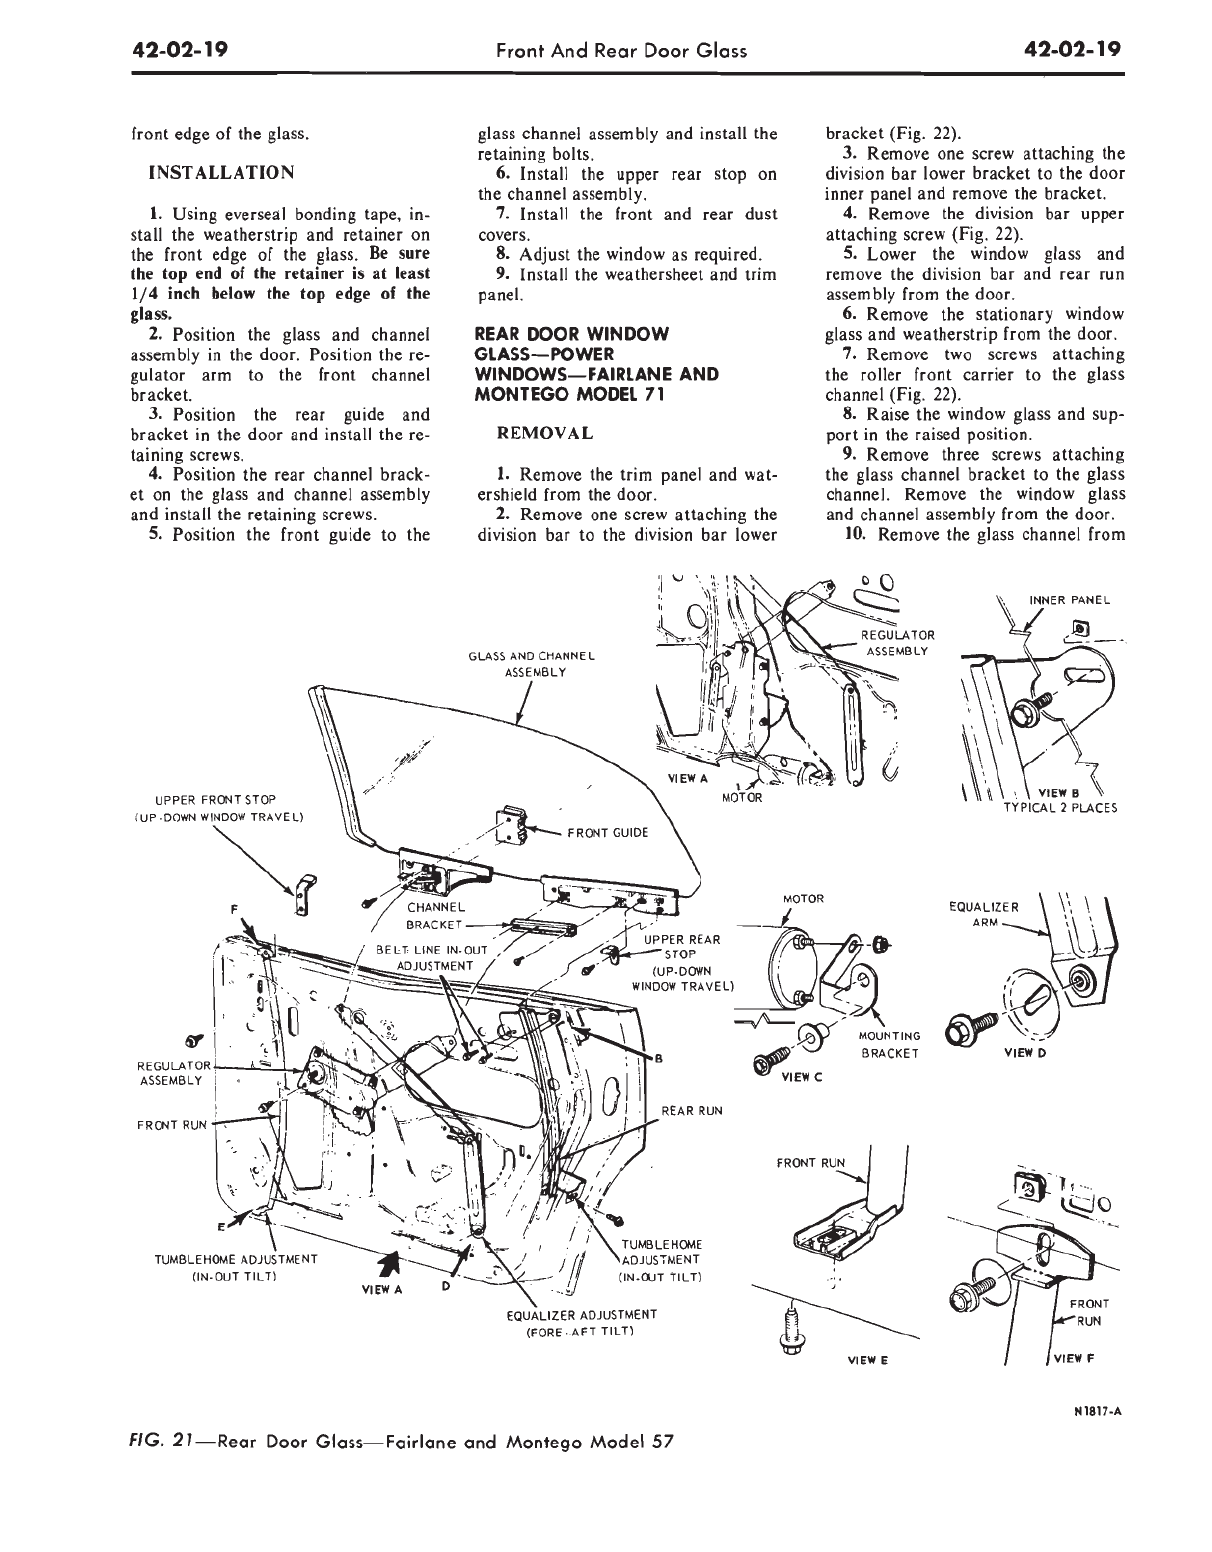 42-02-19 Front And Rear Door Glass 42-02-19
front edge of the glass.
INSTALLATION
1. Using everseal bonding tape, in-
stall the weatherstrip and retainer on
the front edge of the glass. Be sure
the top end of the retainer is at least
1/4 inch below the top edge of the
glass.
2. Position the glass and channel
assembly in the door. Position the re-
gulator arm to the front channel
bracket.
3. Position the rear guide and
bracket in the door and install the re-
taining screws.
4. Position the rear channel brack-
et on the glass and channel assembly
and install the retaining screws.
5. Position the front guide to the
glass channel assembly and install the
retaining bolts.
6. Install the upper rear stop on
the channel assembly.
7. Install the front and rear dust
covers.
8. Adjust the window as required.
9. Install the weathersheet and trim
panel.
REAR DOOR WINDOW
GLASS—POWER
WINDOWS—FAIRLANE AND
MONTEGO MODEL 71
REMOVAL
1. Remove the trim panel and wat-
ershield from the door.
2. Remove one screw attaching the
division bar to the division bar lower
bracket (Fig. 22).
3. Remove one screw attaching the
division bar lower bracket to the door
inner panel and remove the bracket.
4. Remove the division bar upper
attaching screw (Fig. 22).
5. Lower the window glass and
remove the division bar and rear run
assembly from the door.
6. Remove the stationary window
glass and weatherstrip from the door.
7. Remove two screws attaching
the roller front carrier to the glass
channel (Fig. 22).
8. Raise the window glass and sup-
port in the raised position.
9. Remove three screws attaching
the glass channel bracket to the glass
channel. Remove the window glass
and channel assembly from the door.
10. Remove the glass channel from
GLASS AND CHANNEL
ASSEMBLY
REGULATOR
ASSEMBLY
VIEW A
MOTOR
INNER PANEL
VIEW B
TYPICAL 2 PLACES
UPPER FRONT STOP
(UP-DOWN WINDOW TRAVEL)
FRONT GUIDE
F
CHANNEL
BRACKET
BELT LINE IN-OUT
ADJUSTMENT
UPPER REAR
STOP
(UP-DOWN
WINDOW TRAVEL)
MOTOR
MOUNTING
BRACKET
VIEW C
EQUALIZER
ARM
VIEW D
REGULATOR
ASSEMBLY
FRONT RUN
B
REAR RUN
E
TUMBLEHOME ADJUSTMENT
(IN-OUT TILT)
VIEW A
D
TUMBLEHOME
ADJUSTMENT
(IN-OUT TILT)
EQUALIZER ADJUSTMENT
(FORE-AFT TILT)
FRONT RUN
VIEW E
FRONT
RUN
VIEW F
N1817-A
FIG. 21—Rear Door Glass—Fairlane and Montego Model 57